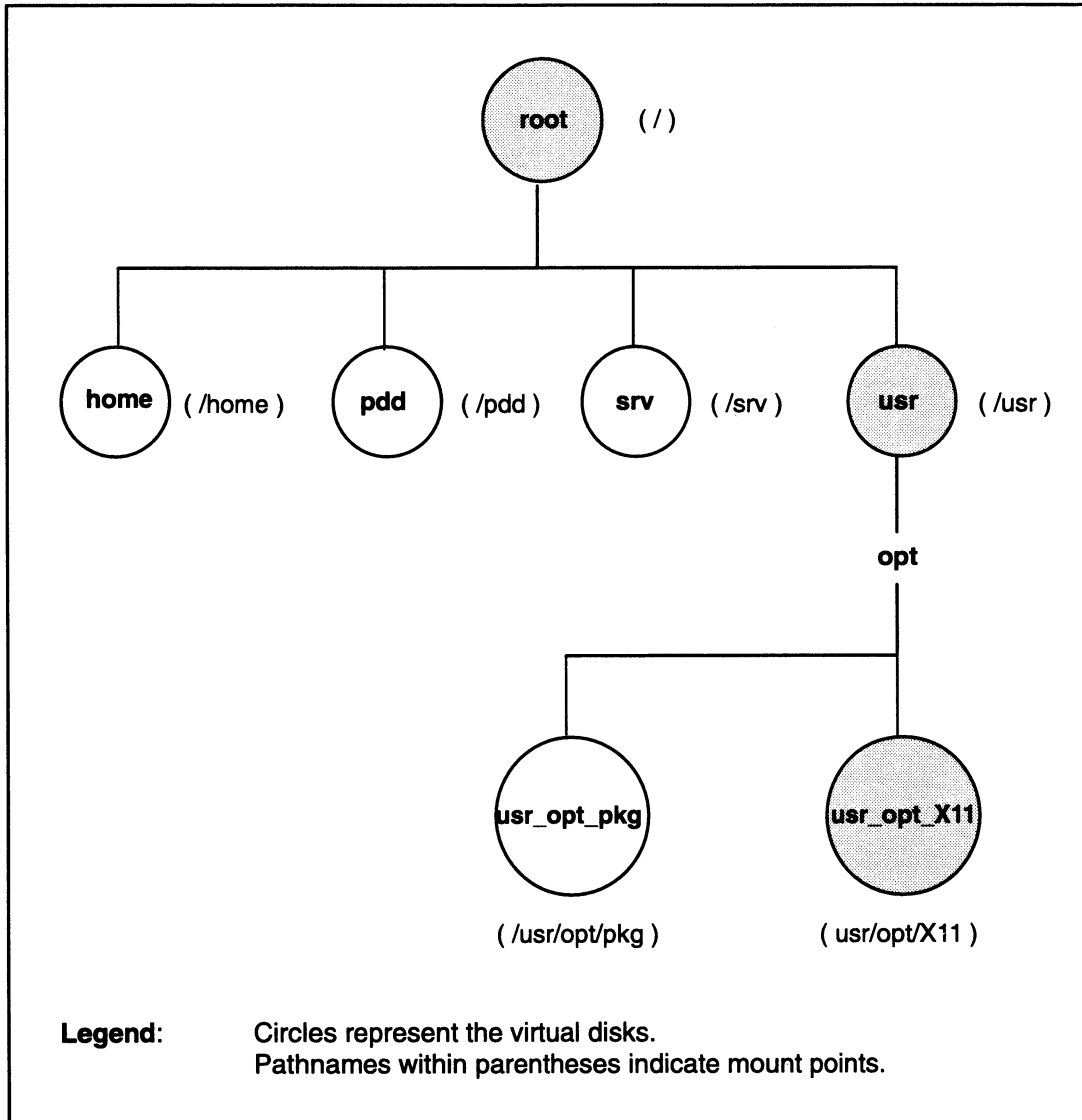 root ( / )
home ( /home ) pdd ( /pdd ) srv ( /srv ) usr ( /usr )
opt
usr_opt_pkg usr_opt_X11
( /usr/opt/pkg ) ( usr/opt/X11 )
Legend: Circles represent the virtual disks.
Pathnames within parentheses indicate mount points.